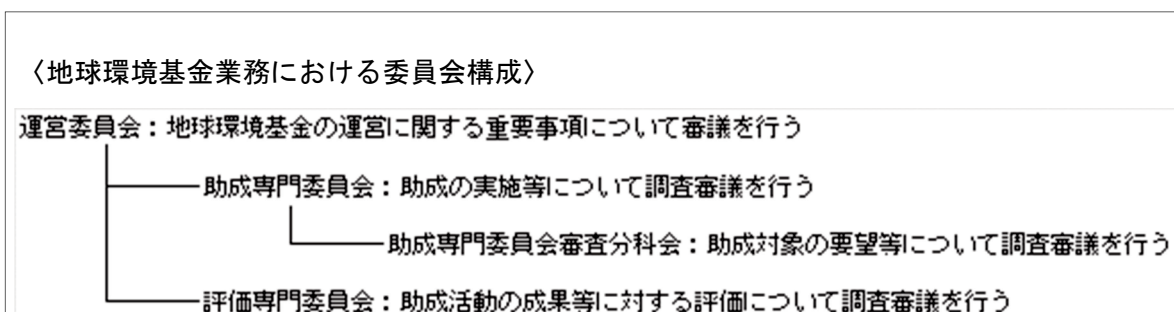 〈地球環境基金業務における委員会構成〉
運営委員会：地球環境基金の運営に関する重要事項について審議を行う
助成専門委員会：助成の実施等について調査審議を行う
助成専門委員会審査分科会：助成対象の要望等について調査審議を行う
評価専門委員会：助成活動の成果等に対する評価について調査審議を行う